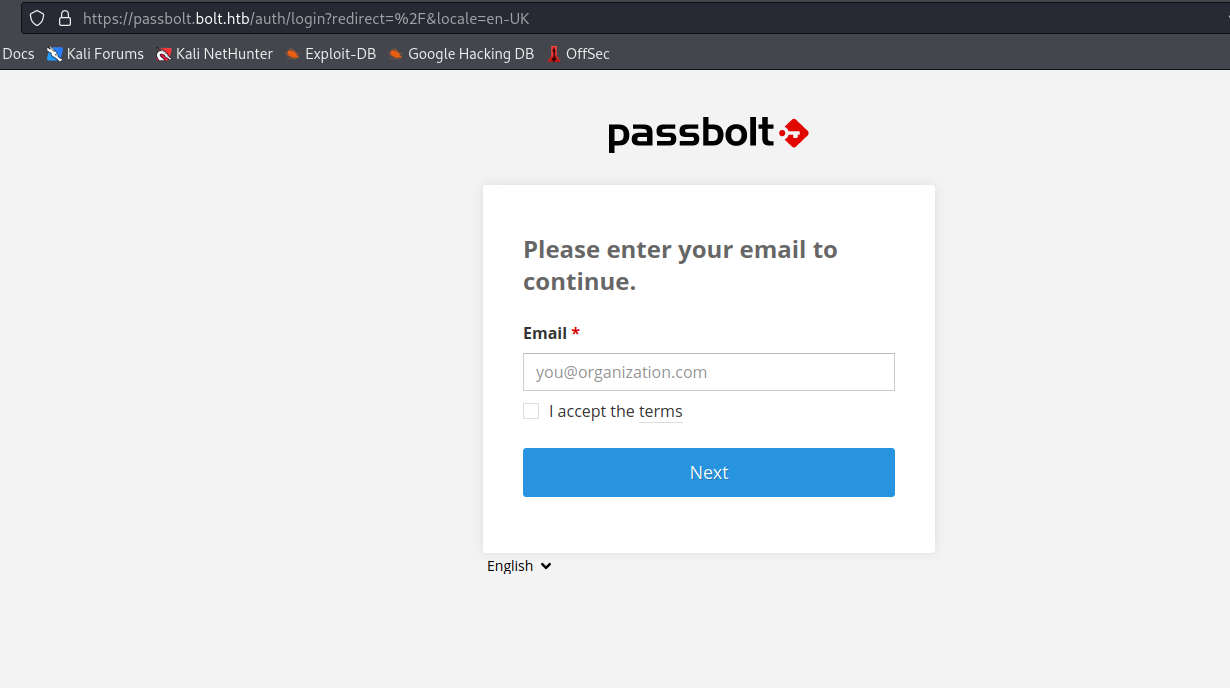 https://passbolt.bolt.htb/auth/login?redirect=%2F&locale=en-UK
Docs Kali Forums Kali NetHunter Exploit-DB Google Hacking DB OffSec
passbolt
Please enter your email to
continue.
Email *
you@organization.com
I accept the terms
Next
English